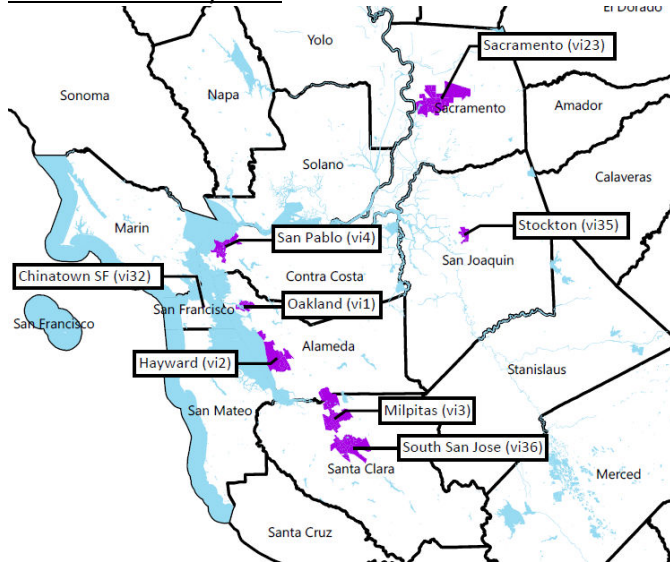 El Dorado
Yolo
Sacramento (vi23)
Sonoma
Napa
Sacramento
Amador
Solano
Calaveras
Marin
San Pablo (vi4)
Stockton (vi35)
San Joaquin
Chinatown SF (vi32)
Contra Costa
San Francisco
Oakland (vi1)
San Francisco
Alameda
Hayward (vi2)
Stanislaus
San Mateo
Milpitas (vi3)
South San Jose (vi36)
Santa Clara
Merced
Santa Cruz